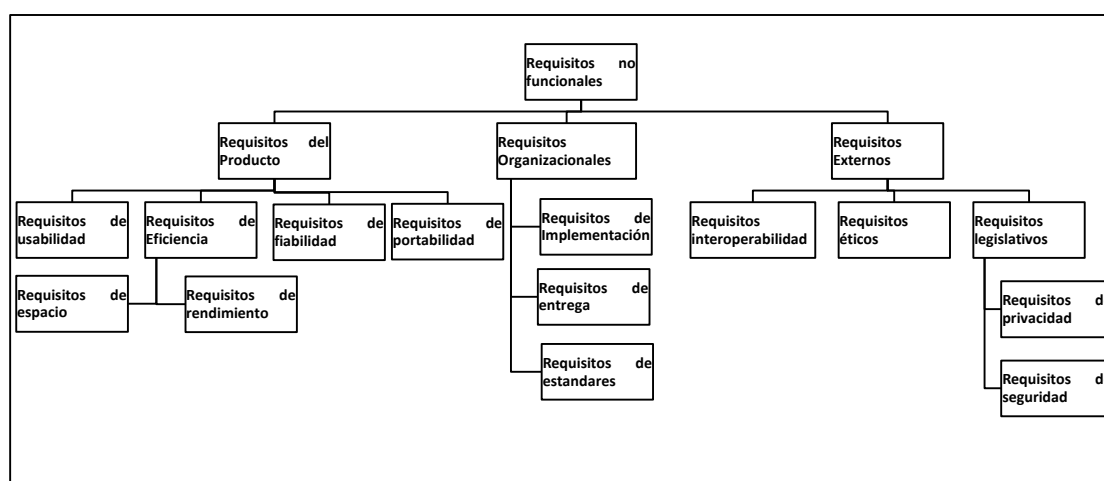 Requisitos no
funcionales
Requisitos del
Producto
Requisitos
Organizacionales
Requisitos
Externos
Requisitos de
usabilidad
Requisitos de
Eficiencia
Requisitos de
fiabilidad
Requisitos de
portabilidad
Requisitos de
Implementación
Requisitos
interoperabilidad
Requisitos
éticos
Requisitos
legislativos
Requisitos de
espacio
Requisitos de
rendimiento
Requisitos de
entrega
Requisitos d
privacidad
Requisitos de
estandares
Requisitos d
seguridad